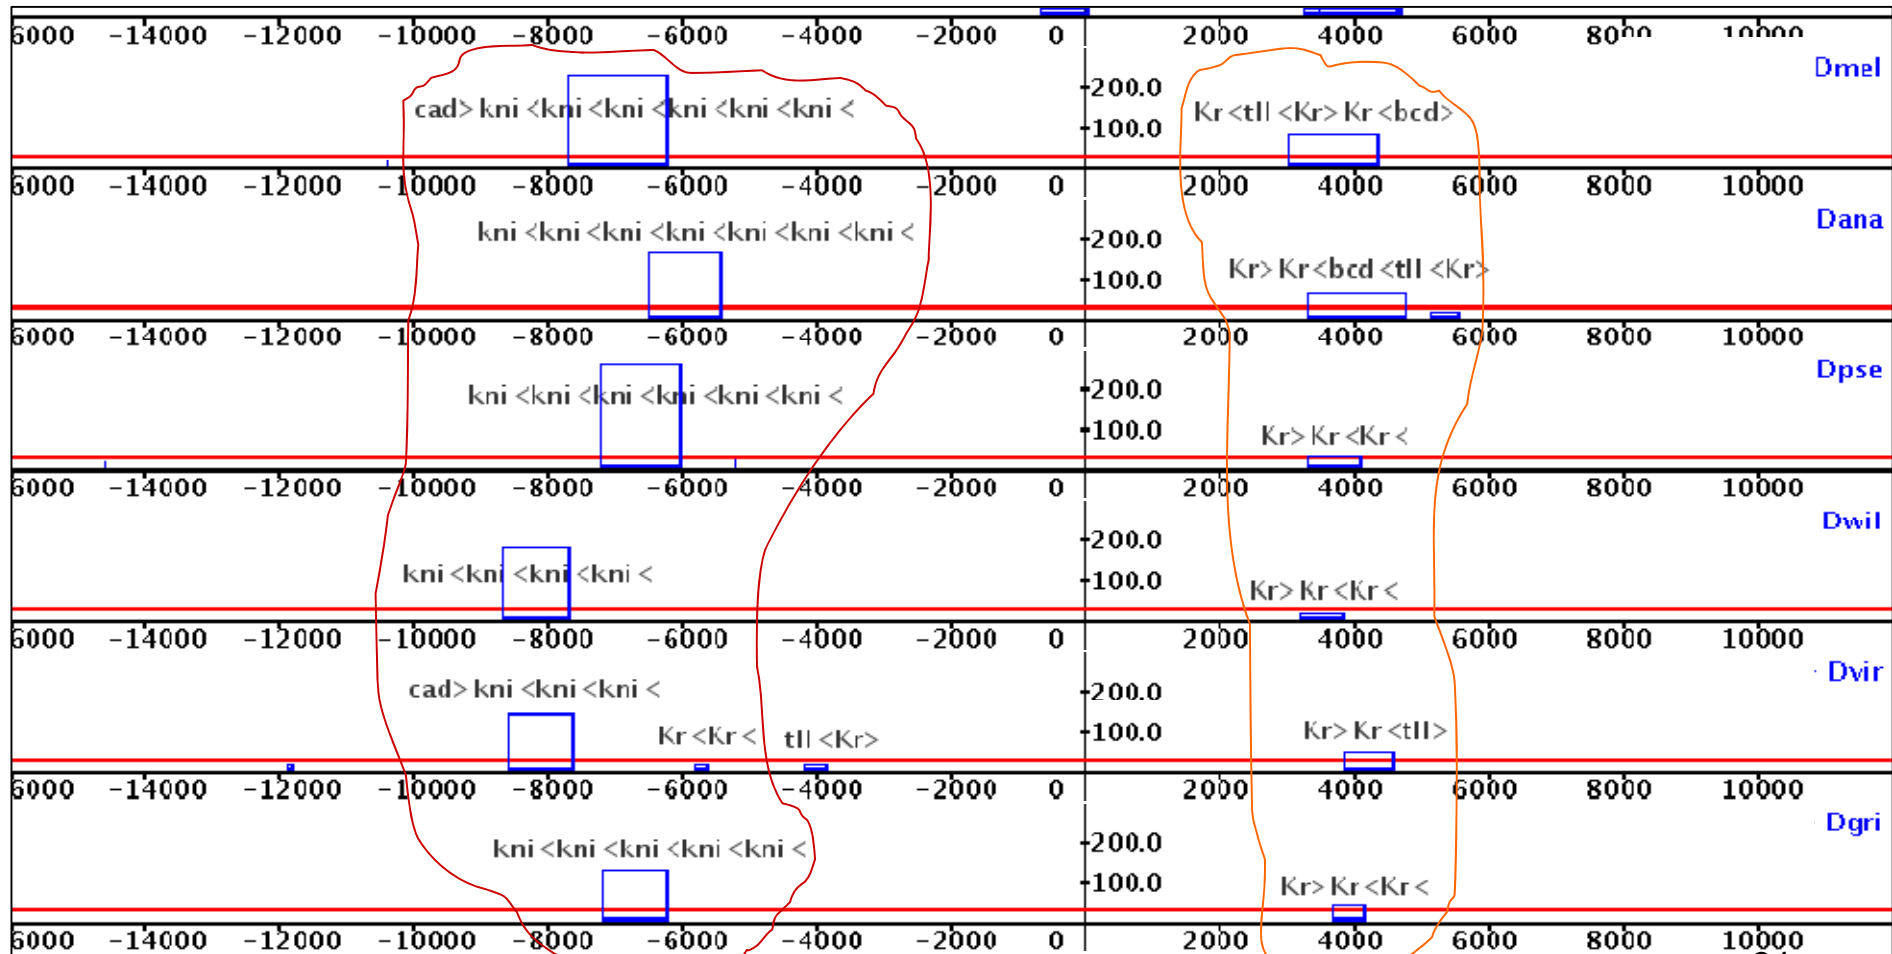 6000 −14000 −12000 −10000 −8000 −6000 −4000 −2000 0 2000 4000 6000 8000 10000
Dmel
200.0
cad> kni <kni <kni <kni <kni <kni < Kr <tll <Kr> Kr <bcd>
100.0
6000 −14000 −12000 −10000 −8000 −6000 −4000 −2000 0 2000 4000 6000 8000 10000
Dana
kni <kni <kni <kni <kni <kni <kni < 200.0
Kr> Kr <bcd <tll <Kr>
100.0
6000 −14000 −12000 −10000 −8000 −6000 −4000 −2000 0 2000 4000 6000 8000 10000
Dpse
kni <kni <kni <kni <kni <kni < 200.0
100.0 Kr> Kr <Kr <
6000 −14000 −12000 −10000 −8000 −6000 −4000 −2000 0 2000 4000 6000 8000 10000
Dwil
200.0
kni <kni <kni <kni < 100.0
Kr> Kr <Kr <
6000 −14000 −12000 −10000 −8000 −6000 −4000 −2000 0 2000 4000 6000 8000 10000
Dvir
cad> kni <kni <kni < 200.0
Kr <Kr < tll <Kr> 100.0 Kr> Kr <tll>
6000 −14000 −12000 −10000 −8000 −6000 −4000 −2000 0 2000 4000 6000 8000 10000
Dgri
kni <kni <kni <kni <kni < 200.0
100.0 Kr> Kr <Kr <
6000 −14000 −12000 −10000 −8000 −6000 −4000 −2000 0 2000 4000 6000 8000 10000